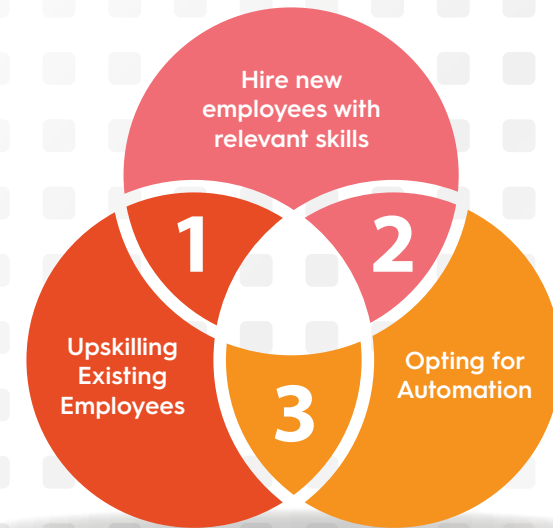 Hire new
employees with
relevant skills
1
2
Upskilling
Existing
Employees
Opting for
Automation
3